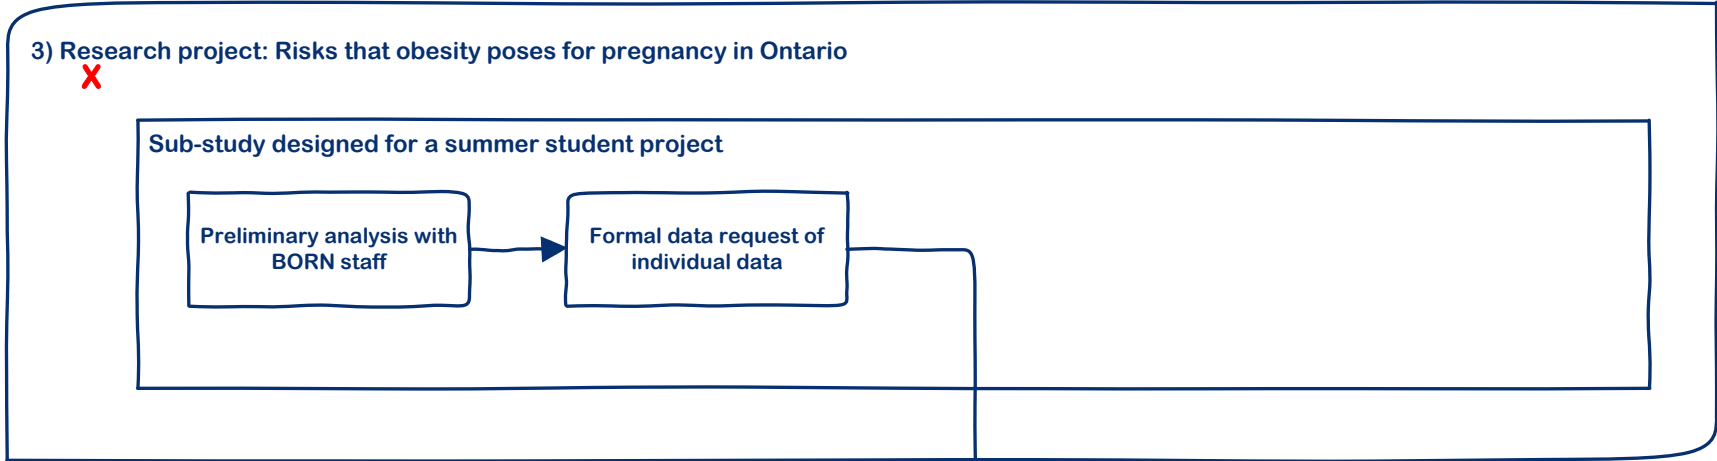 3) Research project: Risks that obesity poses for pregnancy in Ontario
X
Sub-study designed for a summer student project
Preliminary analysis with
BORN staff
Formal data request of
individual data